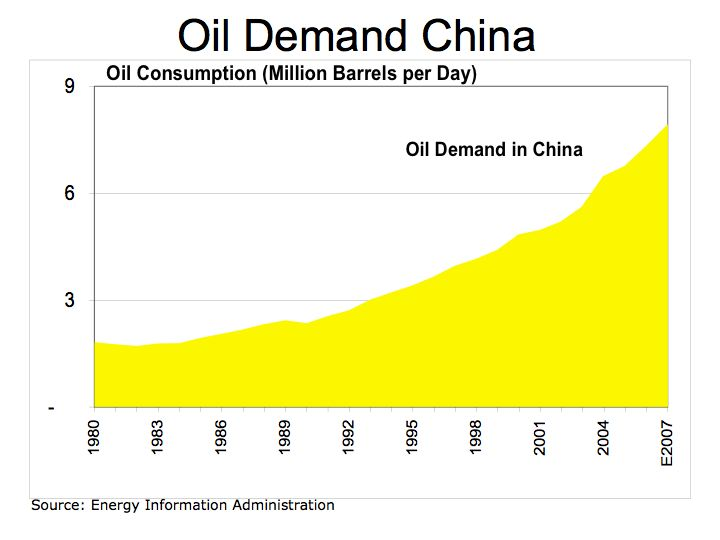 Oil Demand China
Oil Consumption (Million Barrels per Day)
9
Oil Demand in China
6
3
-
1980 1983 1986 1989 1992 1995 1998 2001 2004 E2007
Source: Energy Information Administration